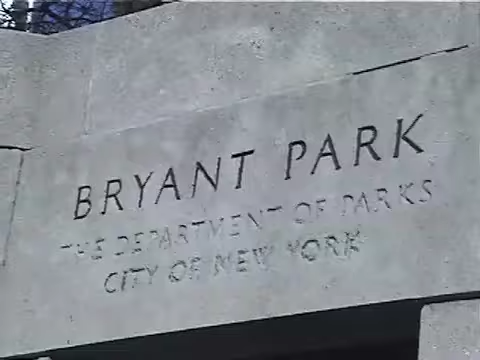 BRYANT PARK
THE DEPARTMENT OF PARKS
CITY OF NEW YORK